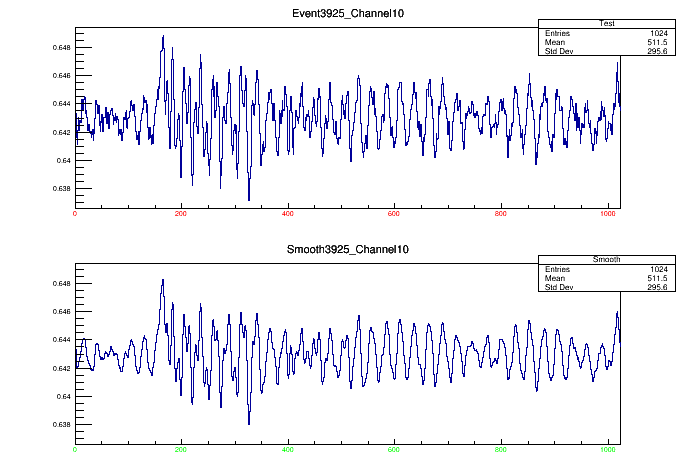 Event3925_Channel10
Test
Entries 1024
Mean 511.5
Std Dev 295.6
0.648
0.646
0.644
0.642
0.64
0.638
0 200 400 600 800 1000
Smooth3925_Channel10
Smooth
Entries 1024
Mean 511.5
Std Dev 295.6
0.648
0.646
0.644
0.642
0.64
0.638
0 200 400 600 800 1000